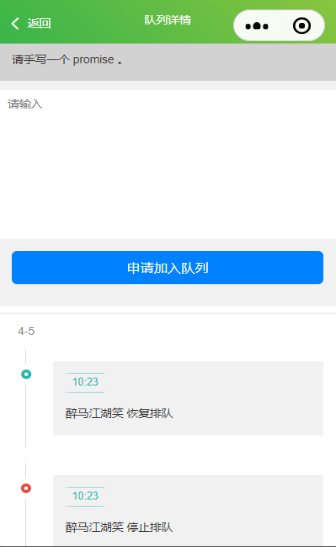 返回
队列详情
请手写一个 promise 。
请输入
申请加入队列
4-5
10:23
醉马江湖笑 恢复排队
10:23
醉马江湖笑 停止排队